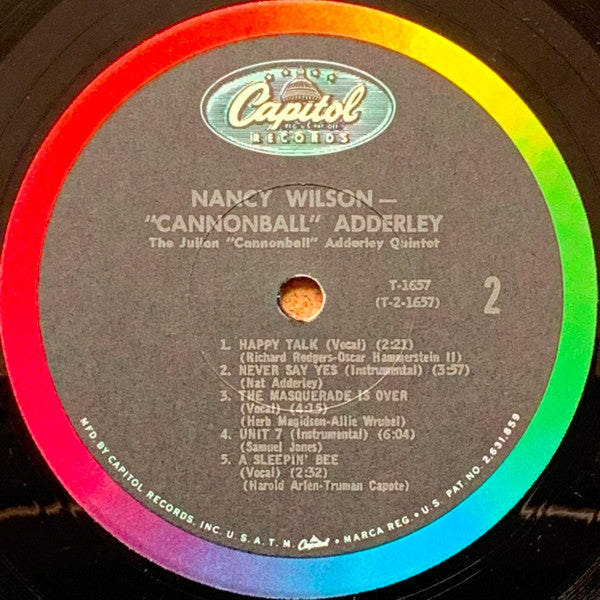 Capitol
REG. U.S. PAT. OFF.
RECORDS
NANCY WILSON —
"CANNONBALL" ADDERLEY
The Julian "Cannonball" Adderley Quintet
T-1657
(T-2-1657)
2
1. HAPPY TALK (Vocal) (2:21)
(Richard Rodgers-Oscar Hammerstein II)
2. NEVER SAY YES (Instrumental) (3:57)
(Nat Adderley)
3. THE MASQUERADE IS OVER
(Vocal) (4:15)
(Herb Magidson-Allie Wrubel)
4. UNIT 7 (Instrumental) (6:04)
(Samuel Jones)
5. A SLEEPIN' BEE
(Vocal) (2:32)
(Harold Arlen-Truman Capote)
MFD. BY CAPITOL RECORDS, INC. U. S. A. T. M. Capitol • MARCA REG. • U. S. PAT. NO. 2,631,859